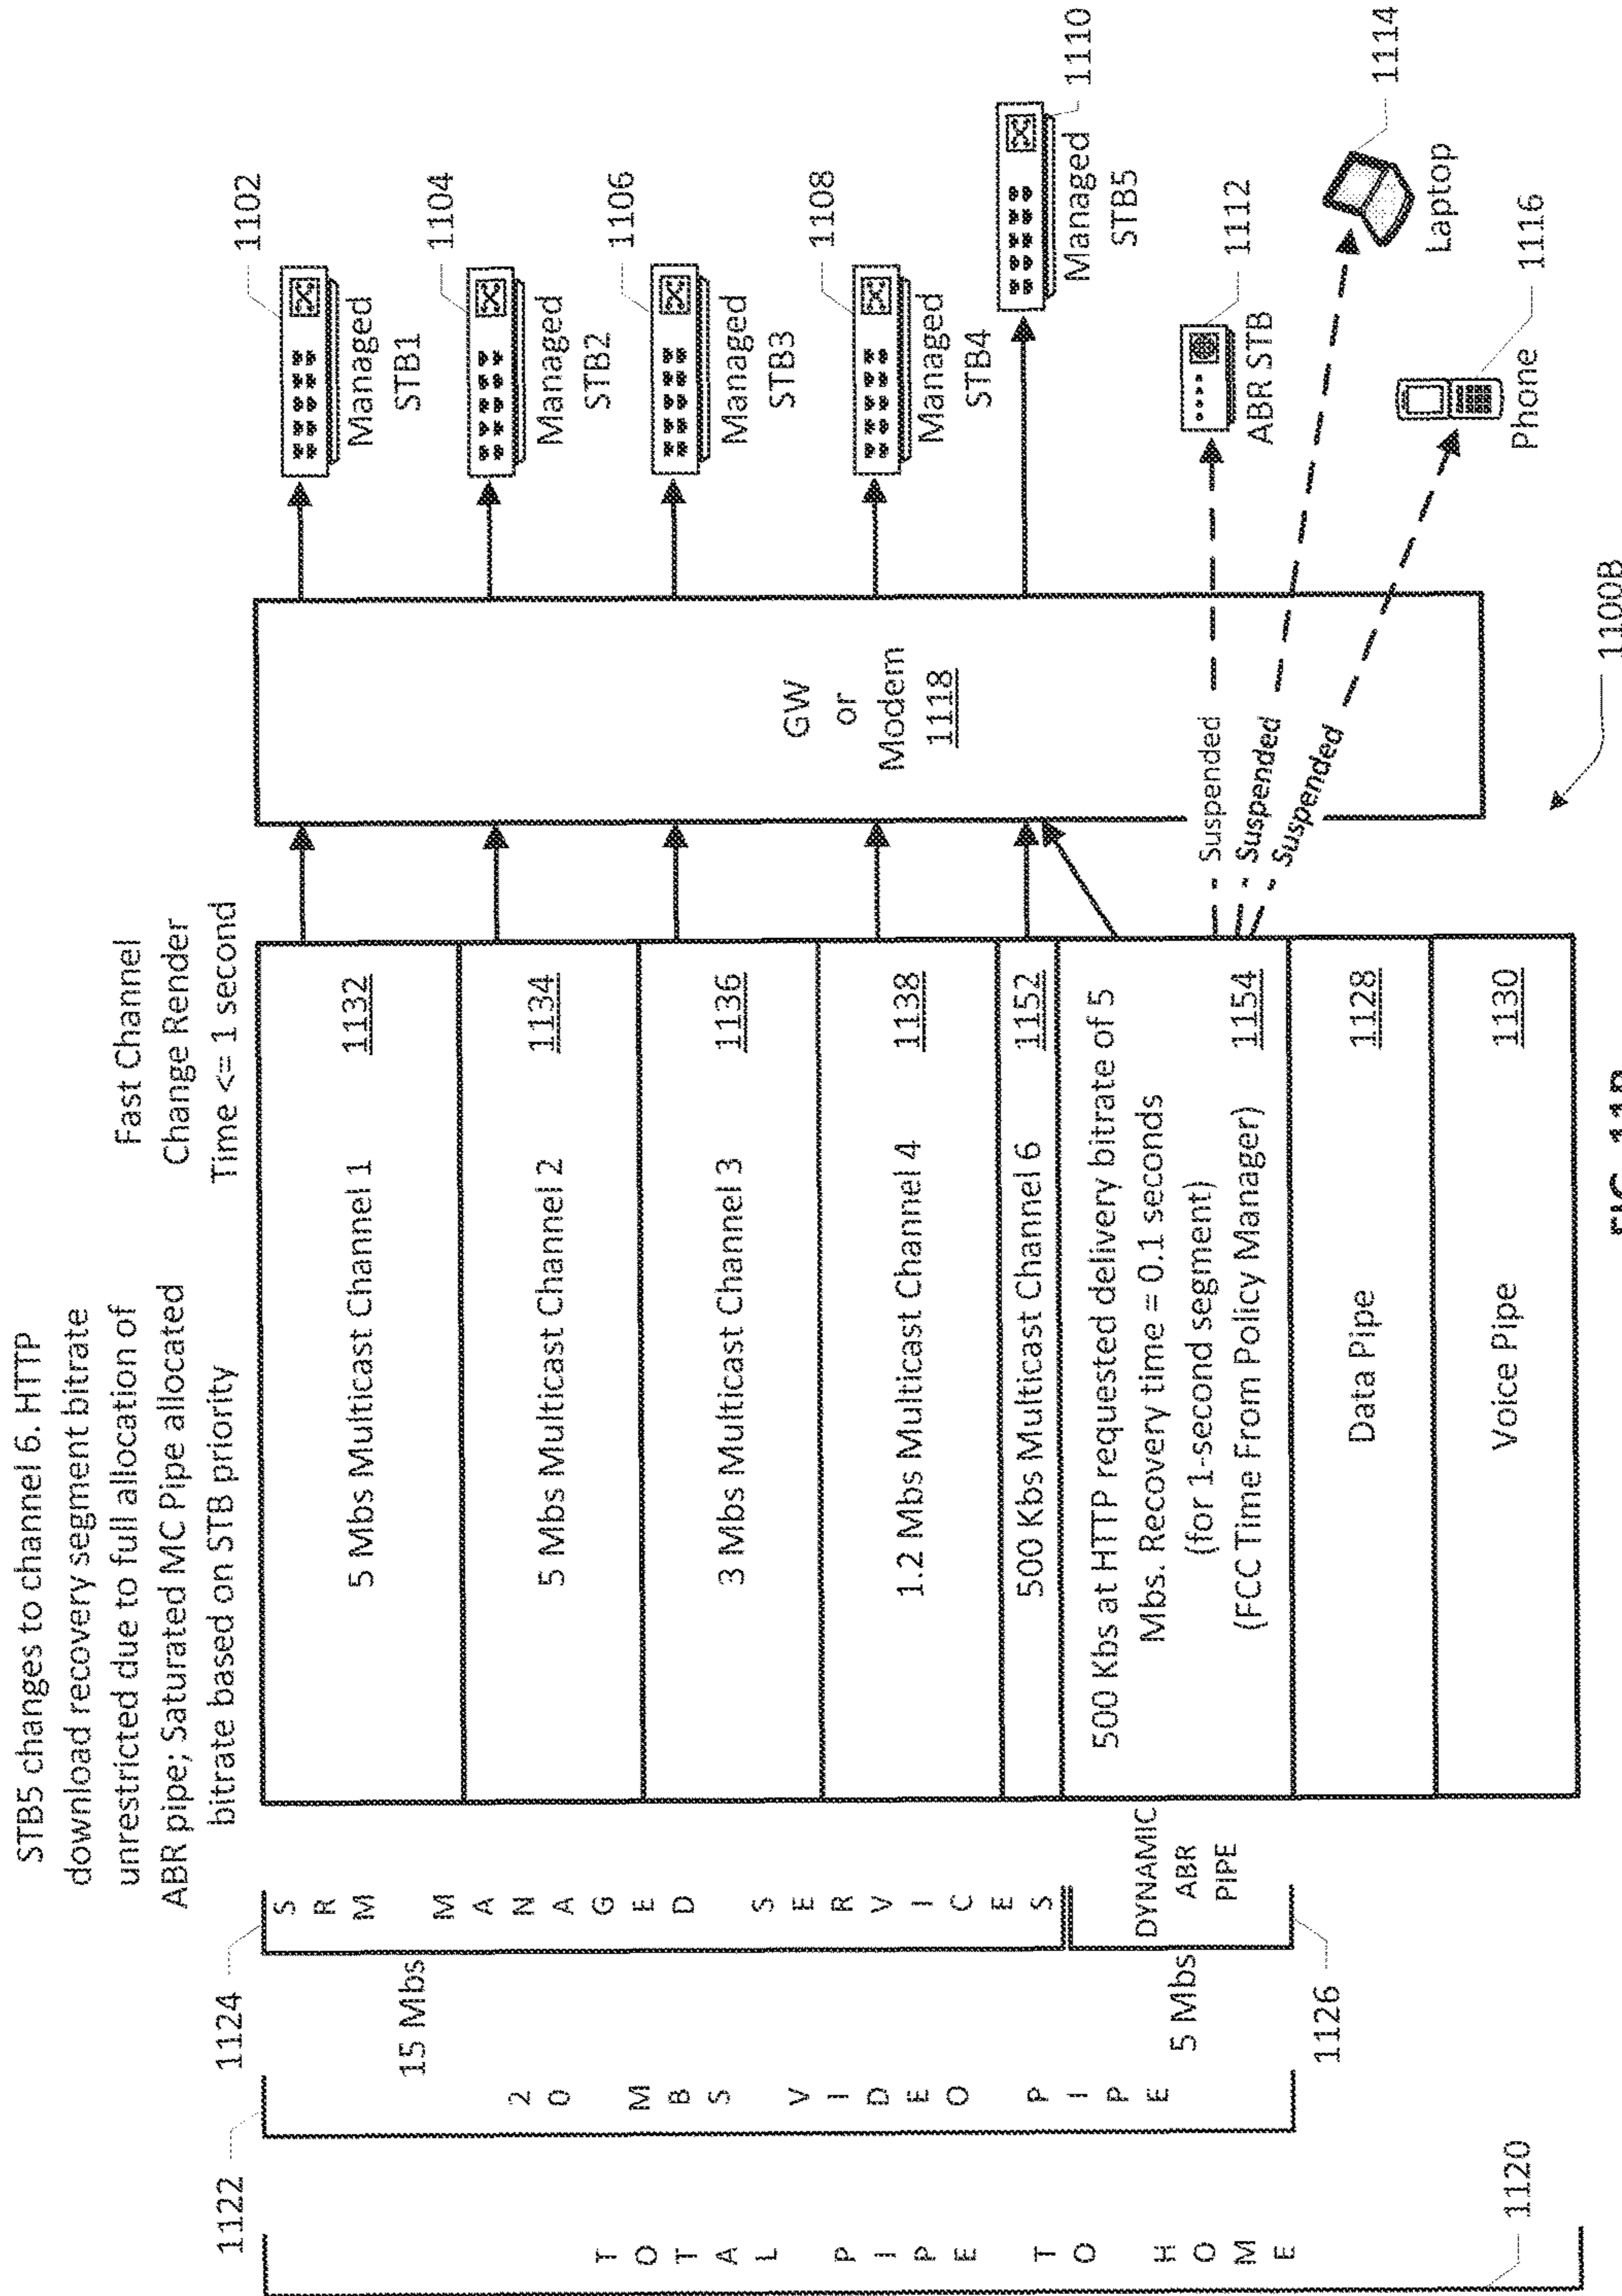 STB5 changes to channel 6. HTTP
download recovery segment bitrate
unrestricted due to full allocation of
ABR pipe; Saturated MC Pipe allocated
bitrate based on STB priority
Fast Channel
Change Render
Time <= 1 second
1122
1124
TOTAL PIPE TO HOME
20 MBS VIDEO PIPE
15 Mbs
SRM MANAGED SERVICES
5 Mbs
DYNAMIC
ABR
PIPE
1126
1120
5 Mbs Multicast Channel 1 1132
5 Mbs Multicast Channel 2 1134
3 Mbs Multicast Channel 3 1136
1.2 Mbs Multicast Channel 4 1138
500 Kbs Multicast Channel 6 1152
500 Kbs at HTTP requested delivery bitrate of 5
Mbs. Recovery time = 0.1 seconds
(for 1-second segment)
(FCC Time From Policy Manager) 1154
Data Pipe 1128
Voice Pipe 1130
GW
or
Modem
1118
Suspended
Suspended
Suspended
1102
Managed
STB1
1104
Managed
STB2
1106
Managed
STB3
1108
Managed
STB4
1110
Managed
STB5
1112
ABR STB
1114
Laptop
1116
Phone
1100B